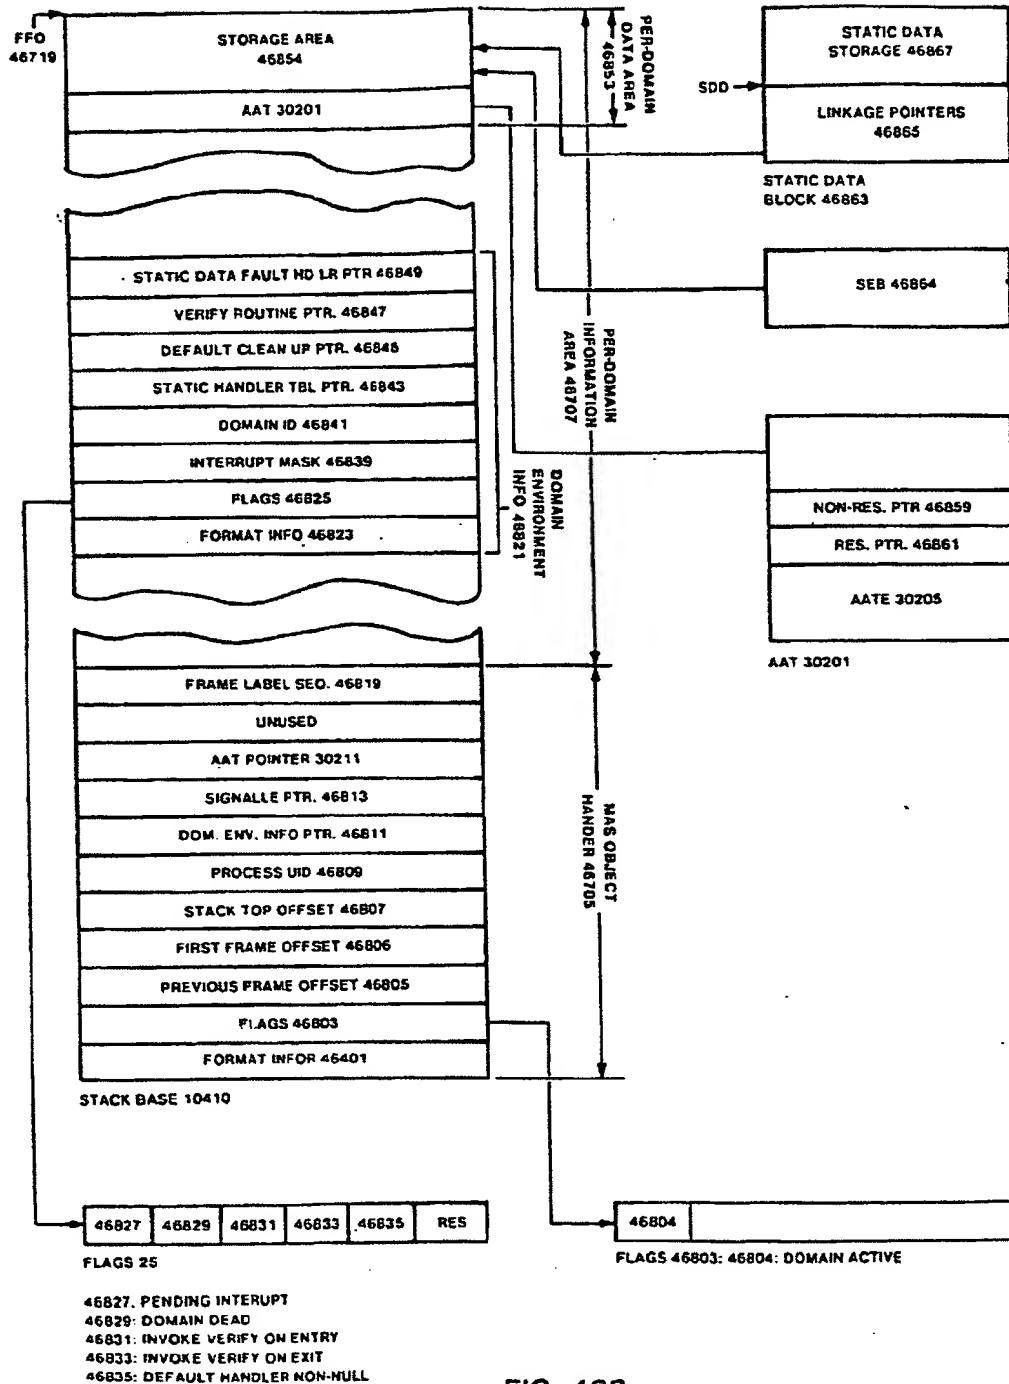 FFO
46719
STORAGE AREA
46854
AAT 30201
PER-DOMAIN
DATA AREA
46853
STATIC DATA
STORAGE 46867
SDD
LINKAGE POINTERS
46865
STATIC DATA
BLOCK 46863
STATIC DATA FAULT HD LR PTR 46849
VERIFY ROUTINE PTR. 46847
DEFAULT CLEAN UP PTR. 46845
STATIC HANDLER TBL PTR. 46843
DOMAIN ID 46841
INTERRUPT MASK 46839
FLAGS 46825
FORMAT INFO 46823
DOMAIN
ENVIRONMENT
INFO 46821
PER-DOMAIN
INFORMATION
AREA 46707
SEB 46864
NON-RES. PTR 46859
RES. PTR. 46861
AATE 30205
AAT 30201
FRAME LABEL SEQ. 46819
UNUSED
AAT POINTER 30211
SIGNALLE PTR. 46813
DOM. ENV. INFO PTR. 46811
PROCESS UID 46809
STACK TOP OFFSET 46807
FIRST FRAME OFFSET 46806
PREVIOUS FRAME OFFSET 46805
FLAGS 46803
FORMAT INFOR 46401
STACK BASE 10410
MAS OBJECT
HANDER 46705
46827 46829 46831 46833 46835 RES
FLAGS 25
46804
FLAGS 46803: 46804: DOMAIN ACTIVE
46827. PENDING INTERUPT
46829: DOMAIN DEAD
46831: INVOKE VERIFY ON ENTRY
46833: INVOKE VERIFY ON EXIT
46835: DEFAULT HANDLER NON-NULL